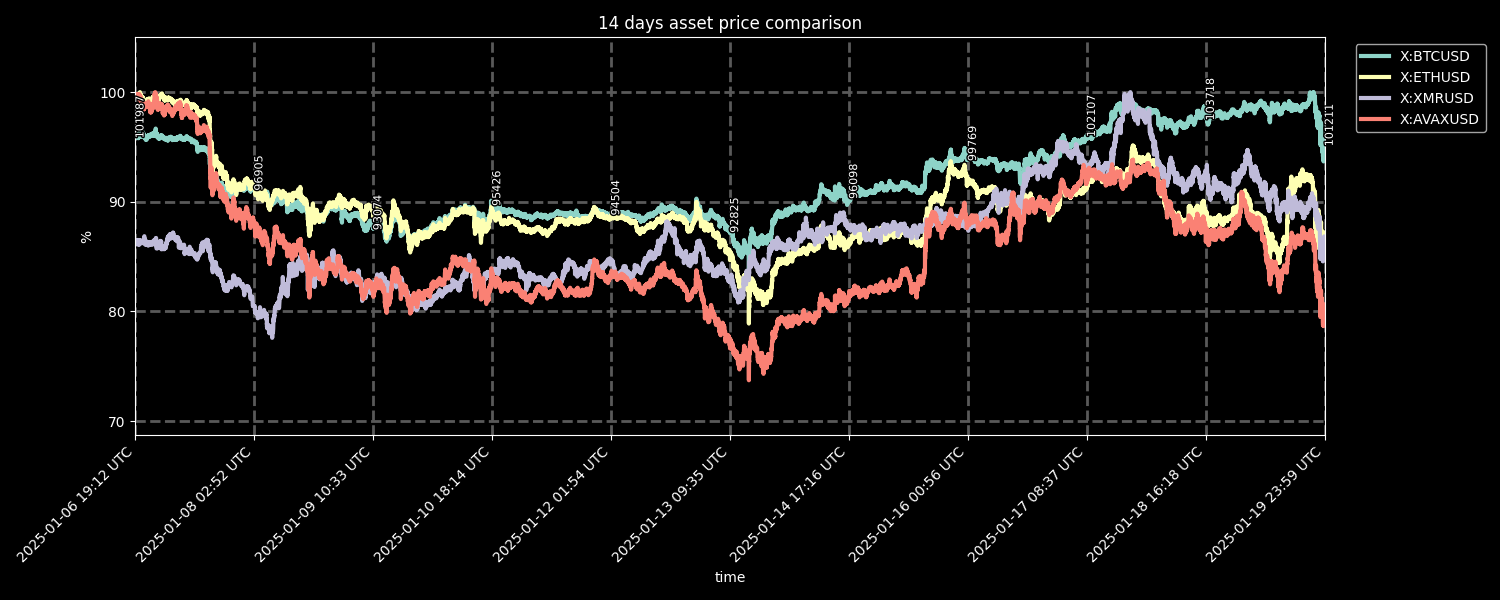 14 days asset price comparison
X:BTCUSD
X:ETHUSD
X:XMRUSD
X:AVAXUSD
100
90
80
70
%
101987
96905
93074
95426
94504
92825
96098
99769
102107
103718
101211
2025-01-06 19:12 UTC
2025-01-08 02:52 UTC
2025-01-09 10:33 UTC
2025-01-10 18:14 UTC
2025-01-12 01:54 UTC
2025-01-13 09:35 UTC
2025-01-14 17:16 UTC
2025-01-16 00:56 UTC
2025-01-17 08:37 UTC
2025-01-18 16:18 UTC
2025-01-19 23:59 UTC
time